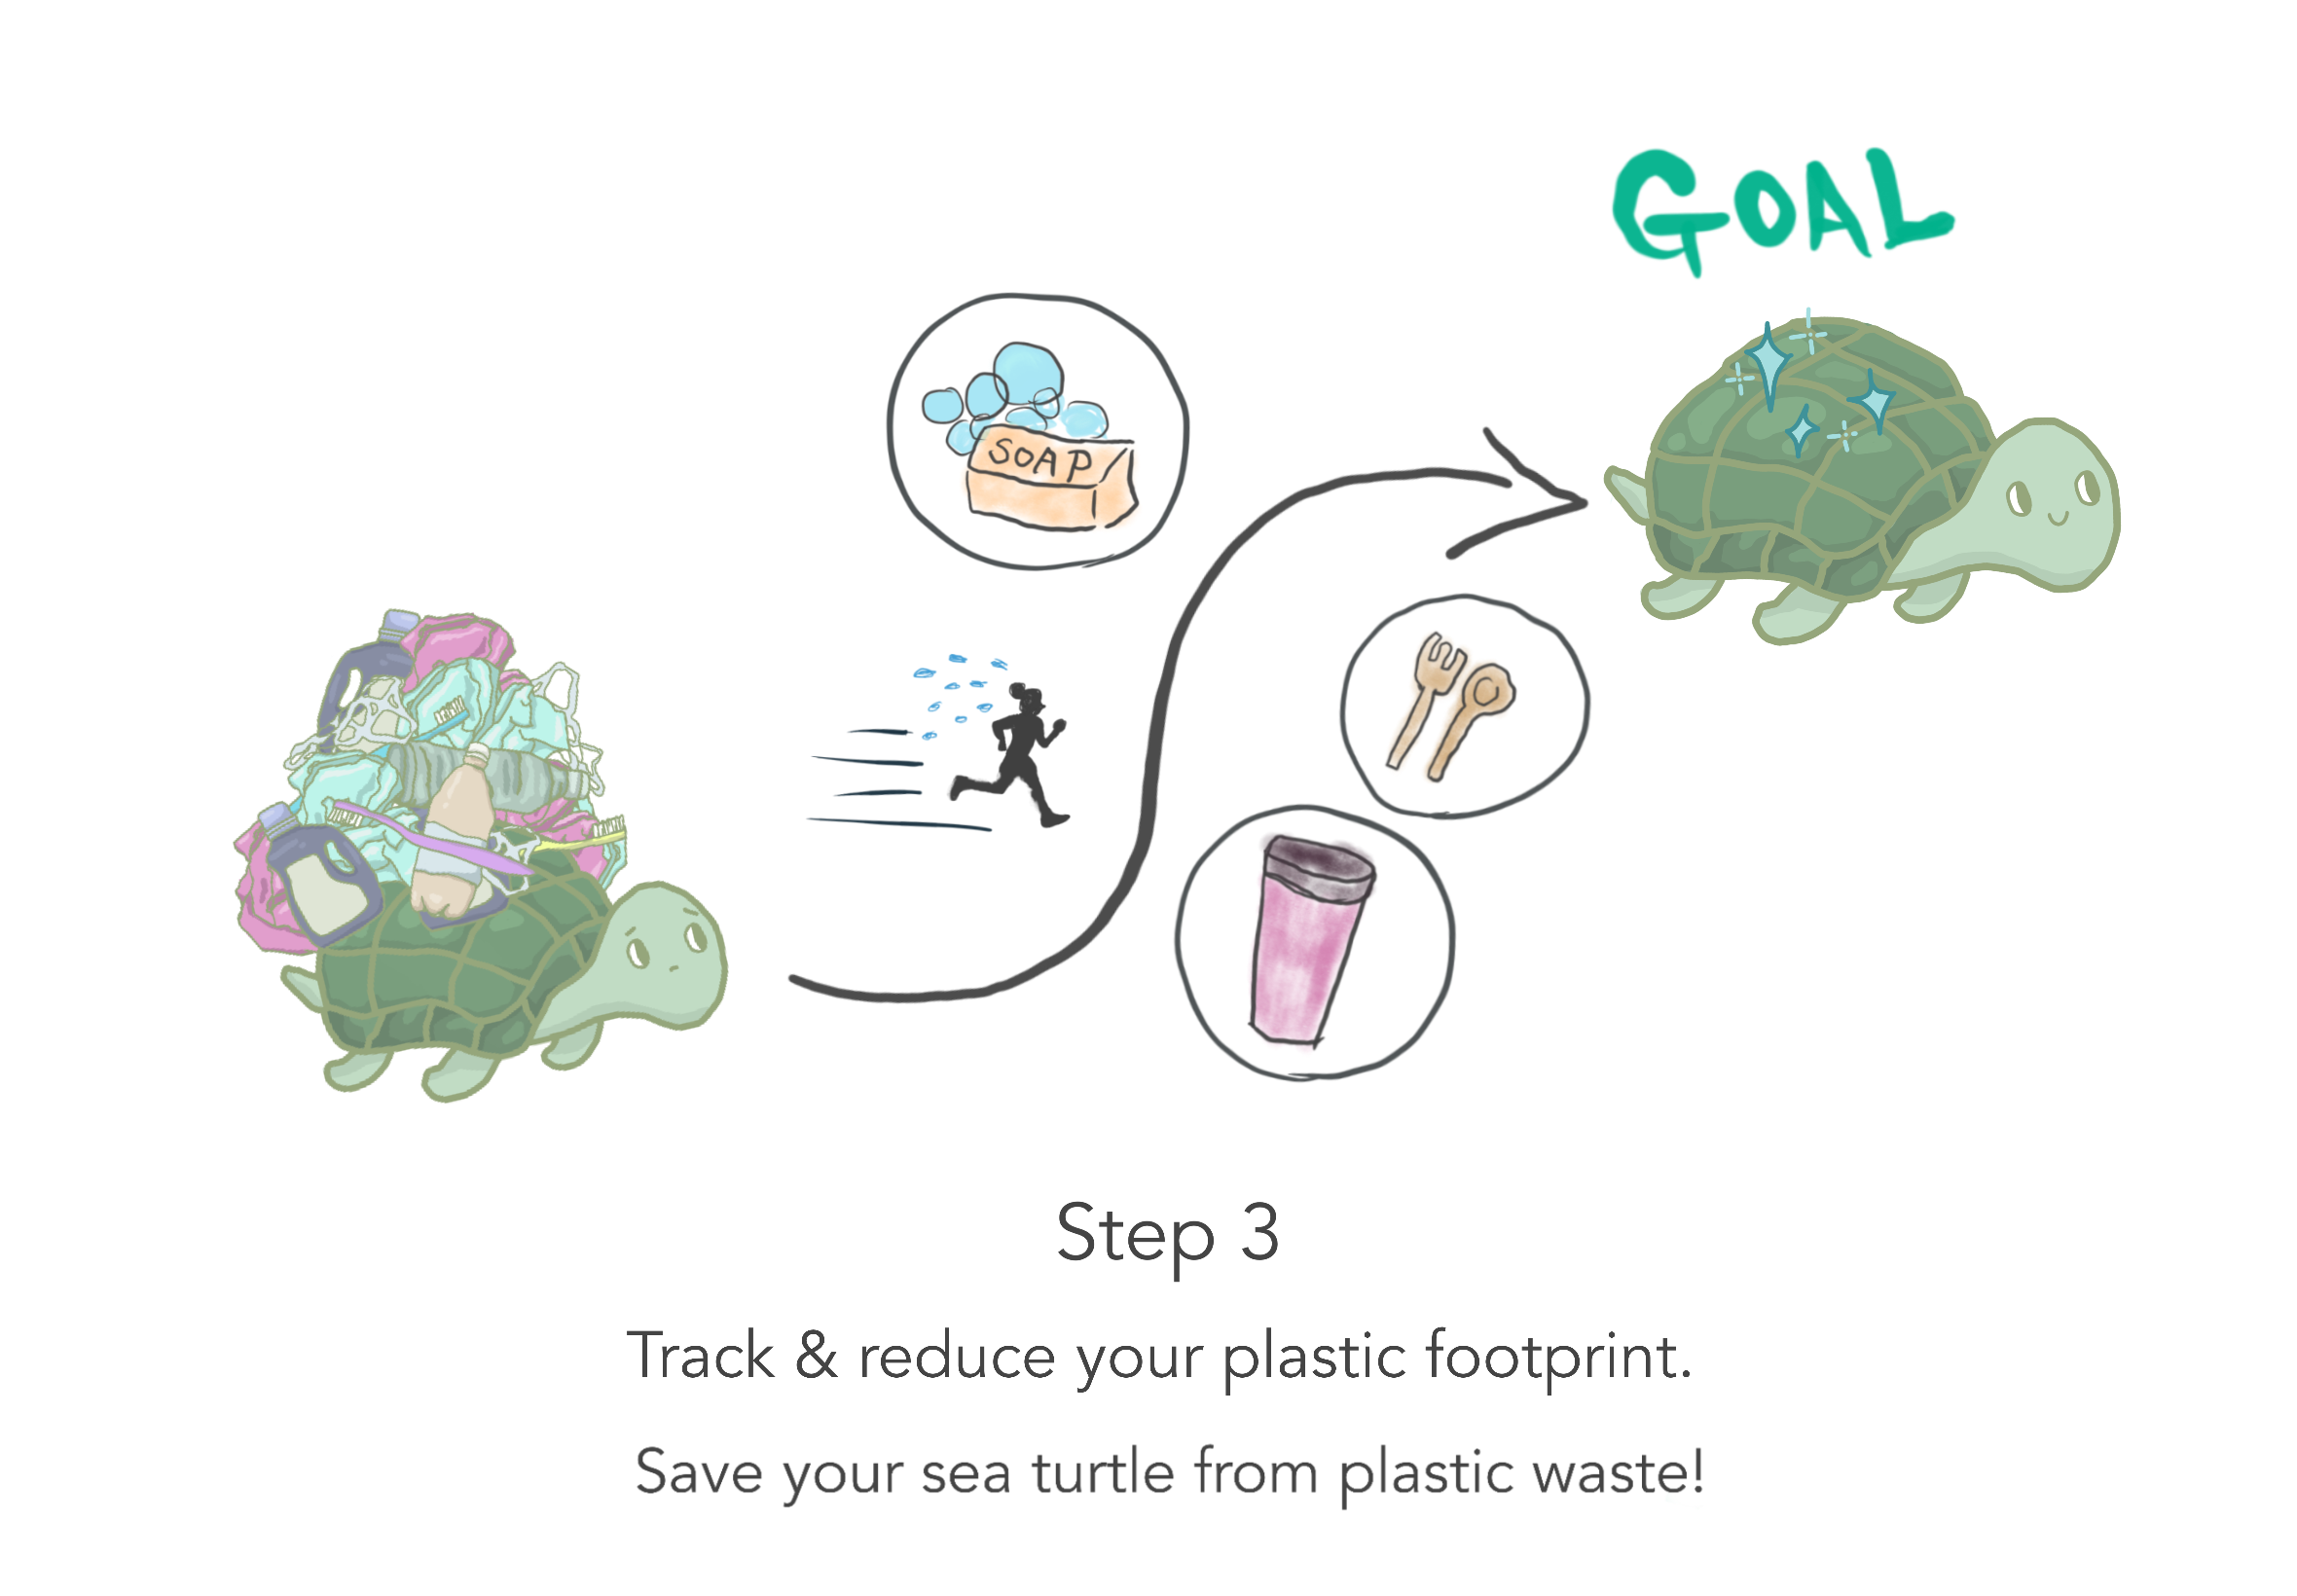 GOAL
SOAP
Step 3
Track & reduce your plastic footprint.
Save your sea turtle from plastic waste!